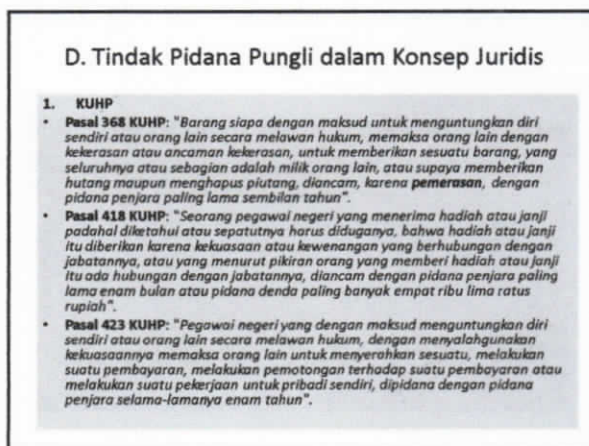 D. Tindak Pidana Pungli dalam Konsep Juridis
1. KUHP
• Pasal 368 KUHP: "Barang siapa dengan maksud untuk menguntungkan diri
sendiri atau orang lain secara melawan hukum, memaksa orang lain dengan
kekerasan atau ancaman kekerasan, untuk memberikan sesuatu barang, yang
seluruhnya atau sebagian adalah milik orang lain, atau supaya memberikan
hutang maupun menghapus piutang, diancam, karena pemerasan, dengan
pidana penjara paling lama sembilan tahun".
• Pasal 418 KUHP: "Seorang pegawai negeri yang menerima hadiah atau janji
padahal diketahui atau sepatutnya harus diduganya, bahwa hadiah atau janji
itu diberikan karena kekuasaan atau kewenangan yang berhubungan dengan
jabatannya, atau yang menurut pikiran orang yang memberi hadiah atau janji
itu ada hubungan dengan jabatannya, diancam dengan pidana penjara paling
lama enam bulan atau pidana denda paling banyak empat ribu lima ratus
rupiah".
• Pasal 423 KUHP: "Pegawai negeri yang dengan maksud menguntungkan diri
sendiri atau orang lain secara melawan hukum, dengan menyalahgunakan
kekuasaannya memaksa orang lain untuk menyerahkan sesuatu, melakukan
suatu pembayaran, melakukan pemotongan terhadap suatu pembayaran atau
melakukan suatu pekerjaan untuk pribadi sendiri, dipidana dengan pidana
penjara selama-lamanya enam tahun".